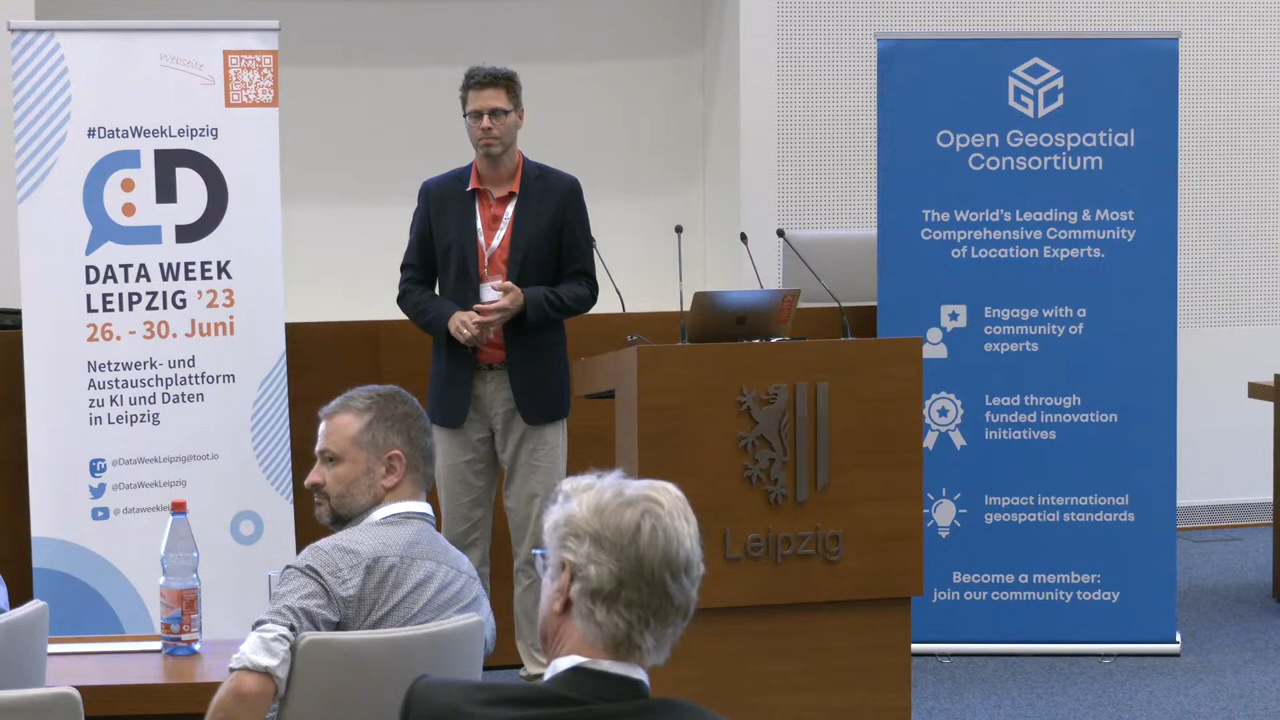 Webseite
#DataWeekLeipzig
DATA WEEK
LEIPZIG '23
26. - 30. Juni
Netzwerk- und
Austauschplattform
zu KI und Daten
in Leipzig
@DataWeekLeipzig@toot.io
@DataWeekLeipzig
Leipzig
OGC
Open Geospatial
Consortium
The World's Leading & Most
Comprehensive Community
of Location Experts.
Engage with a
community of
experts
Lead through
funded innovation
initiatives
Impact international
geospatial standards
Become a member:
join our community today